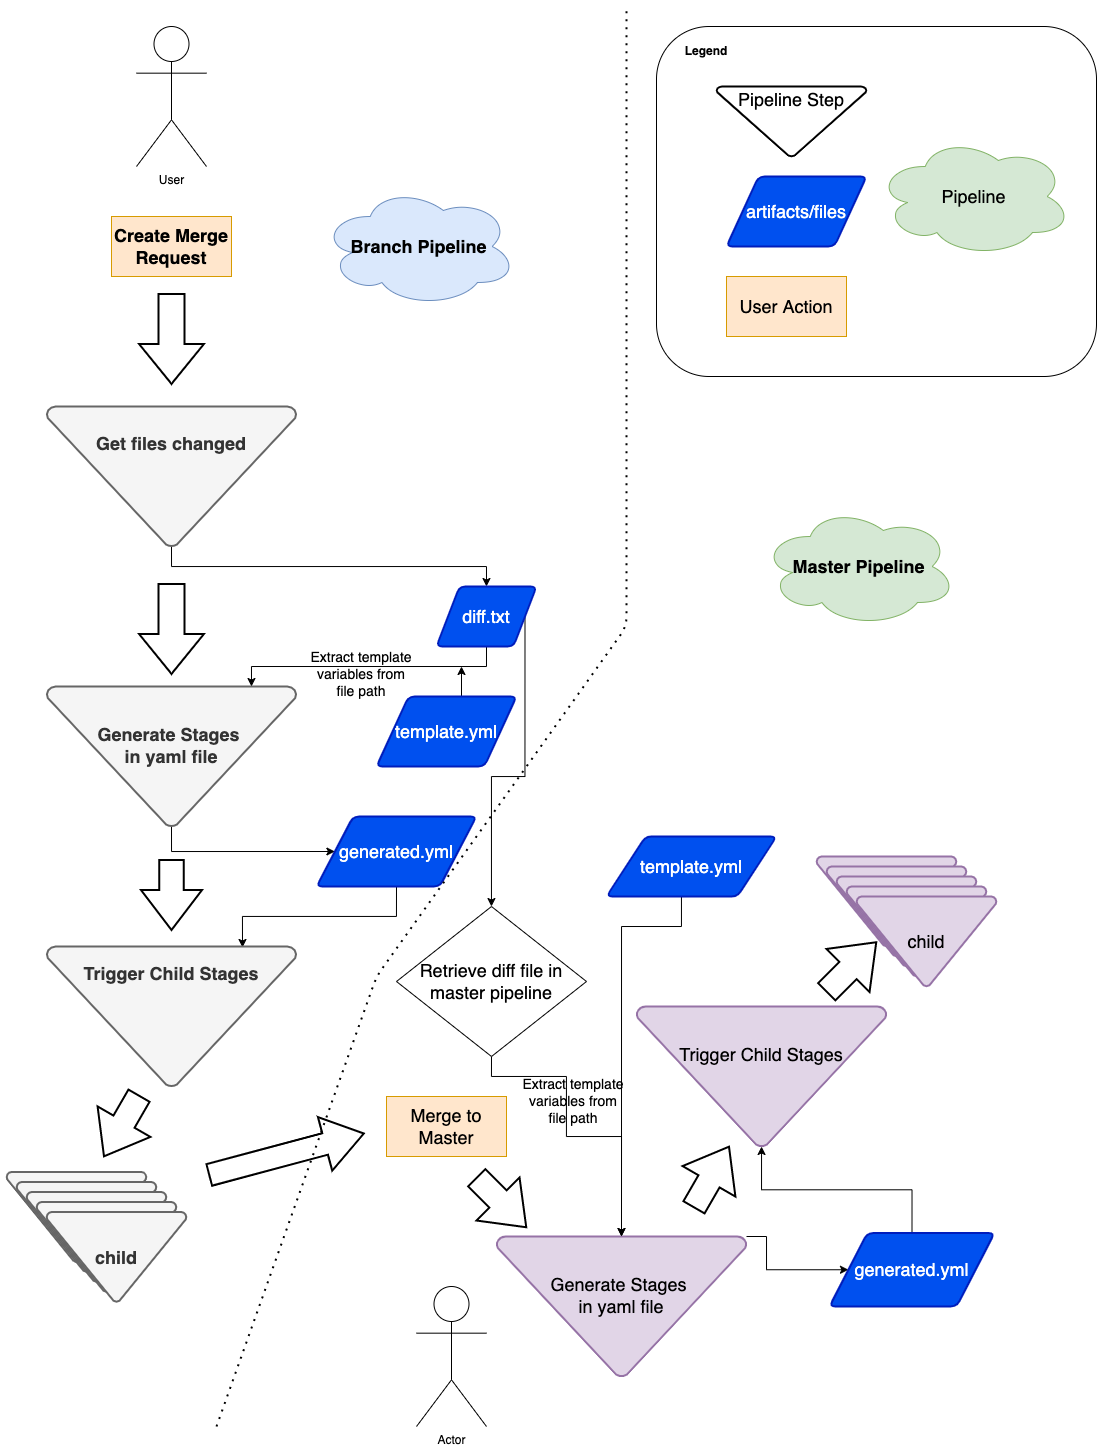 User
Create Merge
Request
Branch Pipeline
Legend
Pipeline Step
artifacts/files
Pipeline
User Action
Get files changed
Master Pipeline
diff.txt
Extract template
variables from
file path
template.yml
Generate Stages
in yaml file
generated.yml
template.yml
Trigger Child Stages
Retrieve diff file in
master pipeline
child
Trigger Child Stages
Extract template
variables from
file path
Merge to
Master
child
generated.yml
Generate Stages
in yaml file
Actor